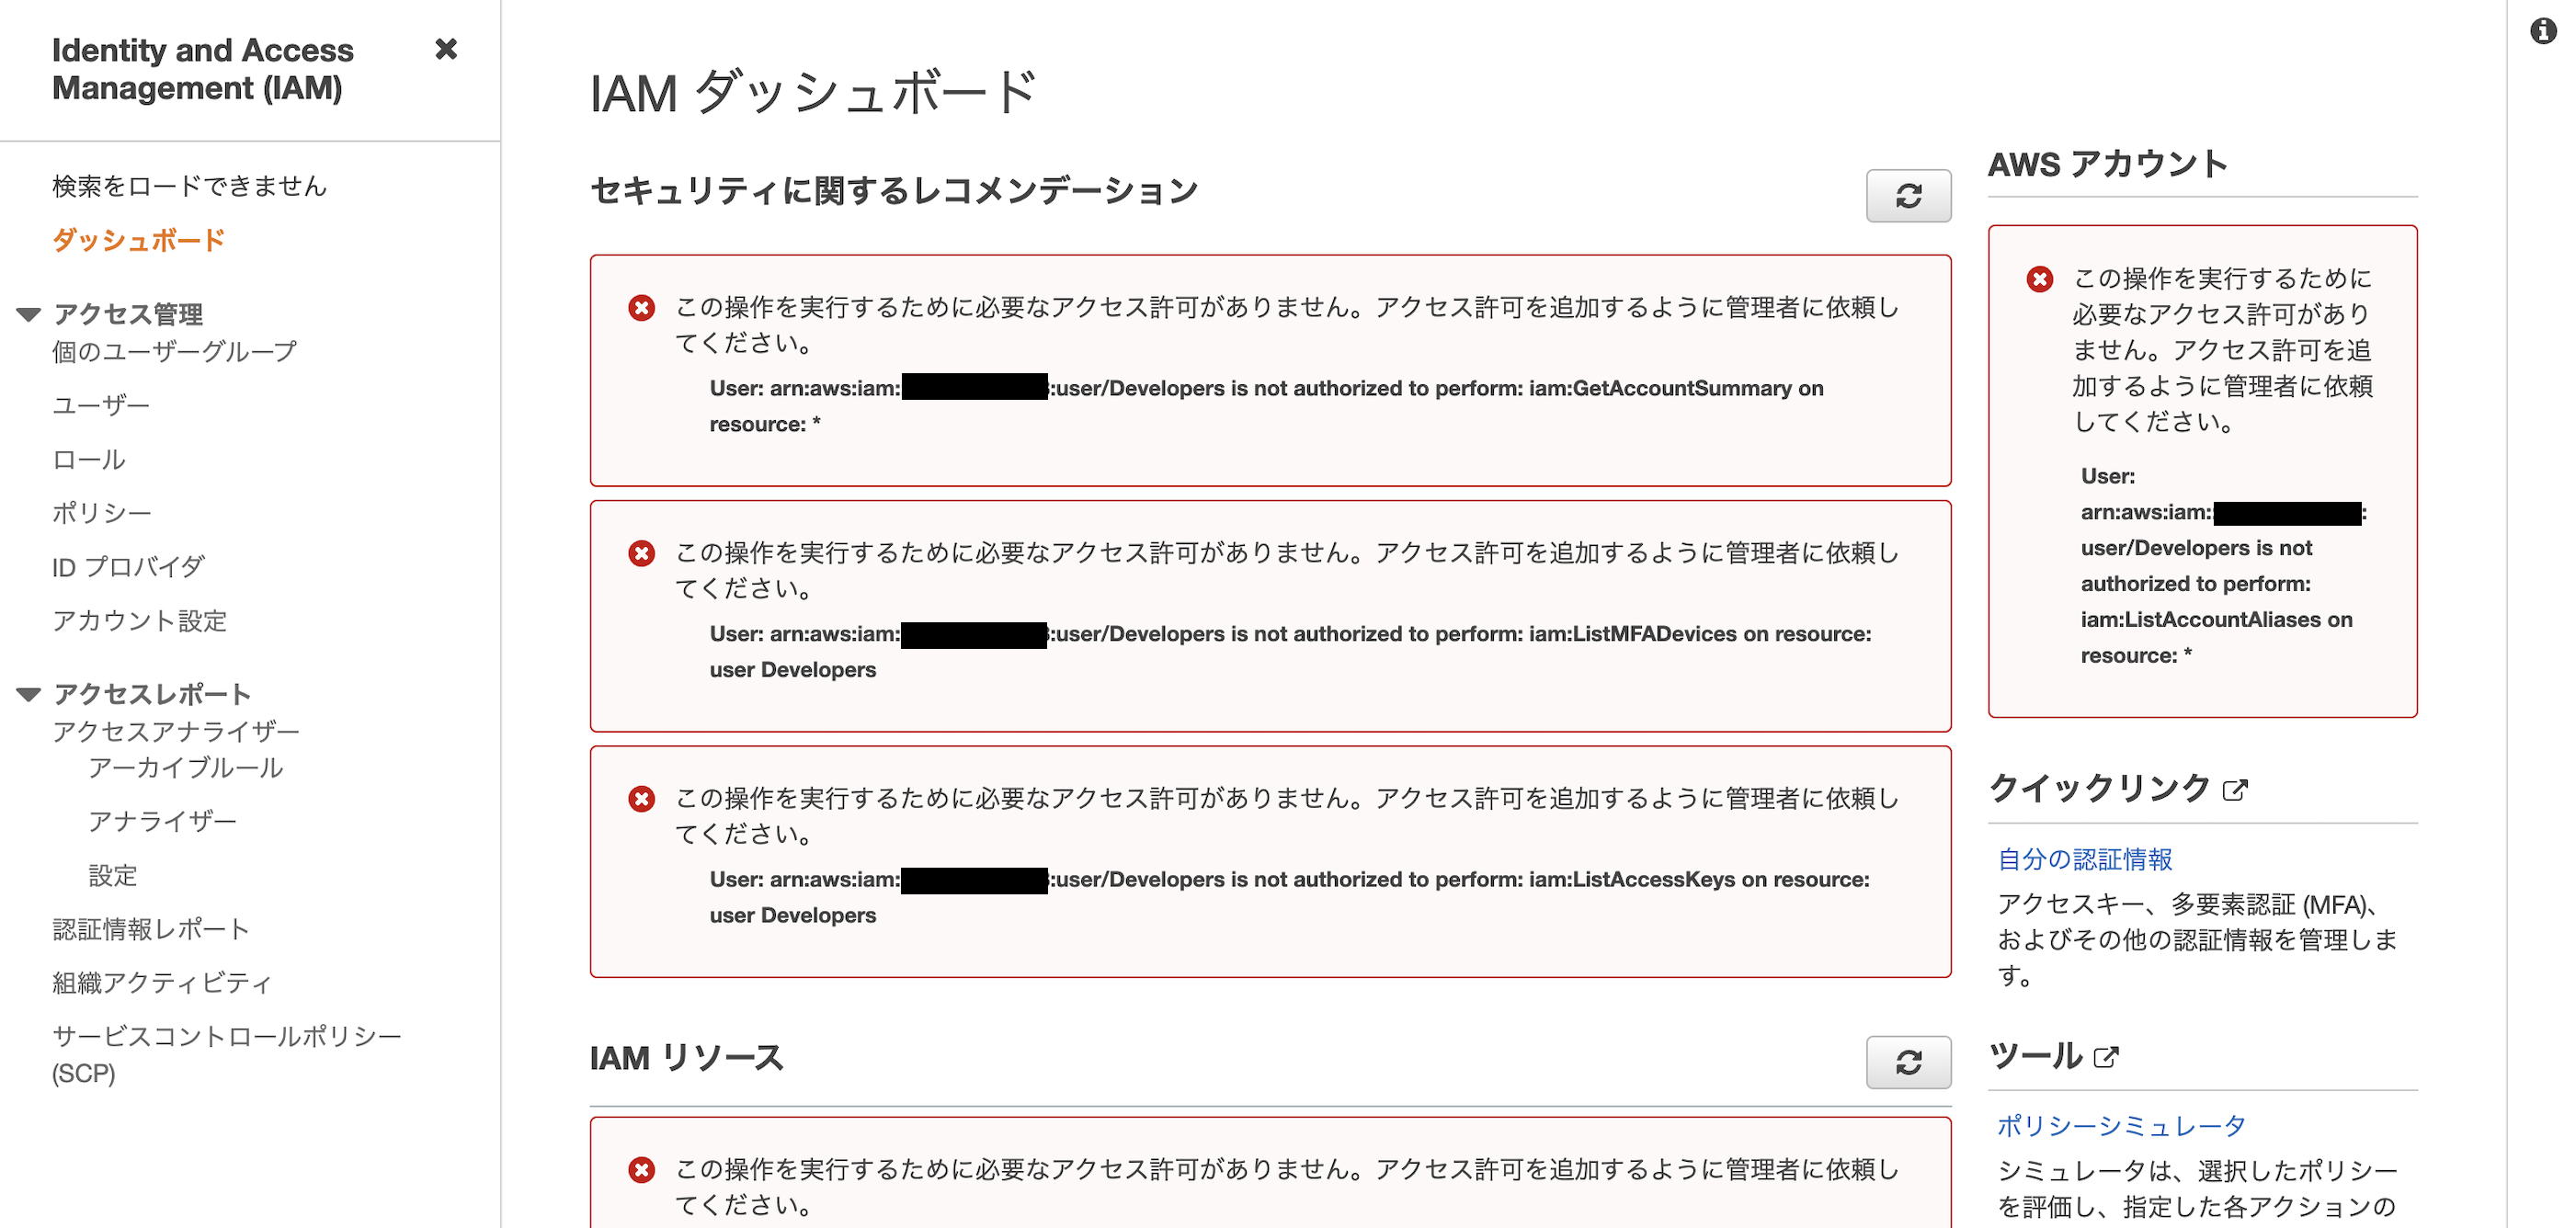 Identity and Access
Management (IAM)
検索をロードできません
ダッシュボード
アクセス管理
個のユーザーグループ
ユーザー
ロール
ポリシー
ID プロバイダ
アカウント設定
アクセスレポート
アクセスアナライザー
アーカイブルール
アナライザー
設定
認証情報レポート
組織アクティビティ
サービスコントロールポリシー
(SCP)
IAM ダッシュボード
セキュリティに関するレコメンデーション
この操作を実行するために必要なアクセス許可がありません。アクセス許可を追加するように管理者に依頼し
てください。
User: arn:aws:iam: :user/Developers is not authorized to perform: iam:GetAccountSummary on
resource: *
この操作を実行するために必要なアクセス許可がありません。アクセス許可を追加するように管理者に依頼し
てください。
User: arn:aws:iam: :user/Developers is not authorized to perform: iam:ListMFADevices on resource:
user Developers
この操作を実行するために必要なアクセス許可がありません。アクセス許可を追加するように管理者に依頼し
てください。
User: arn:aws:iam: :user/Developers is not authorized to perform: iam:ListAccessKeys on resource:
user Developers
IAM リソース
この操作を実行するために必要なアクセス許可がありません。アクセス許可を追加するように管理者に依頼し
てください。
AWS アカウント
この操作を実行するために
必要なアクセス許可があり
ません。アクセス許可を追
加するように管理者に依頼
してください。
User:
arn:aws:iam:: :
user/Developers is not
authorized to perform:
iam:ListAccountAliases on
resource: *
クイックリンク
自分の認証情報
アクセスキー、多要素認証 (MFA)、
およびその他の認証情報を管理しま
す。
ツール
ポリシーシミュレータ
シミュレータは、選択したポリシー
を評価し、指定した各アクションの